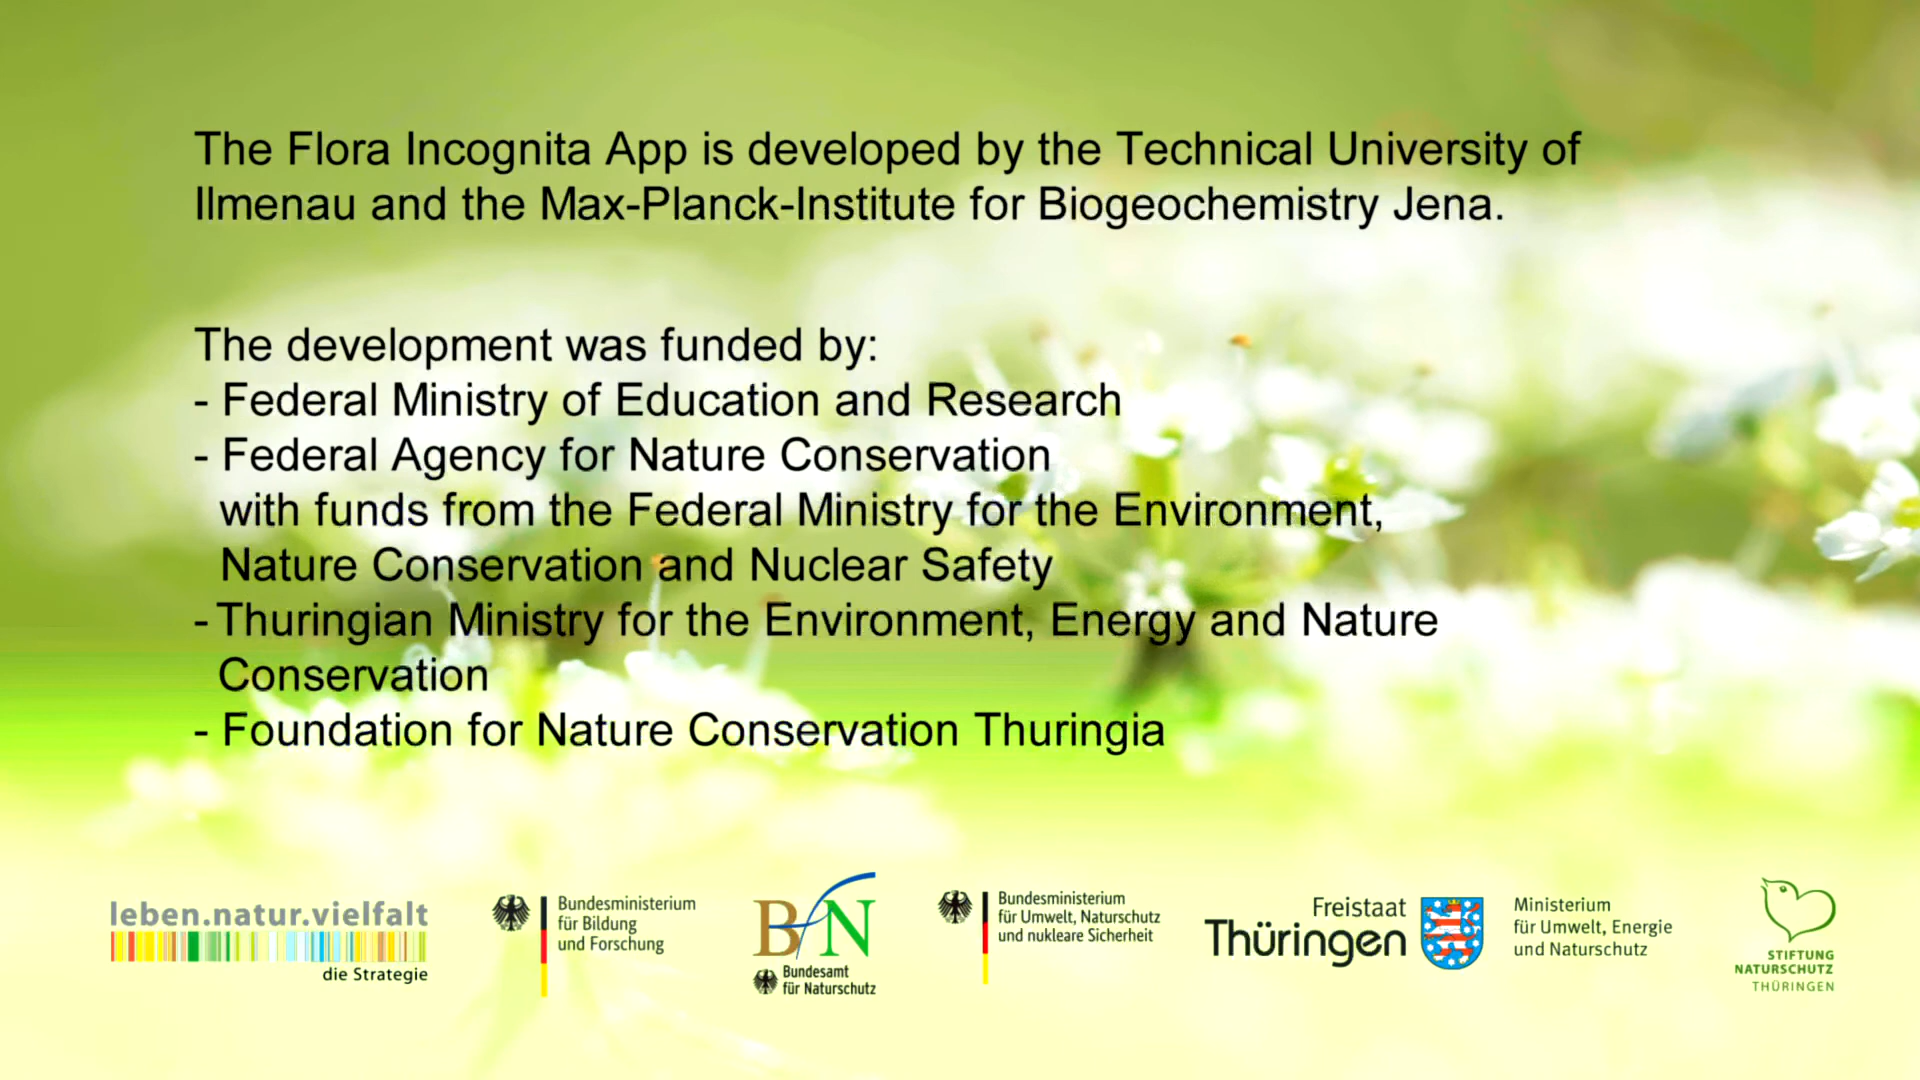 The Flora Incognita App is developed by the Technical University of
Ilmenau and the Max-Planck-Institute for Biogeochemistry Jena.
The development was funded by:
- Federal Ministry of Education and Research
- Federal Agency for Nature Conservation
with funds from the Federal Ministry for the Environment,
Nature Conservation and Nuclear Safety
- Thuringian Ministry for the Environment, Energy and Nature
Conservation
- Foundation for Nature Conservation Thuringia
leben.natur.vielfalt
die Strategie
Bundesministerium
für Bildung
und Forschung
BfN
Bundesamt
für Naturschutz
Bundesministerium
für Umwelt, Naturschutz
und nukleare Sicherheit
Freistaat
Thüringen
Ministerium
für Umwelt, Energie
und Naturschutz
STIFTUNG
NATURSCHUTZ
THÜRINGEN